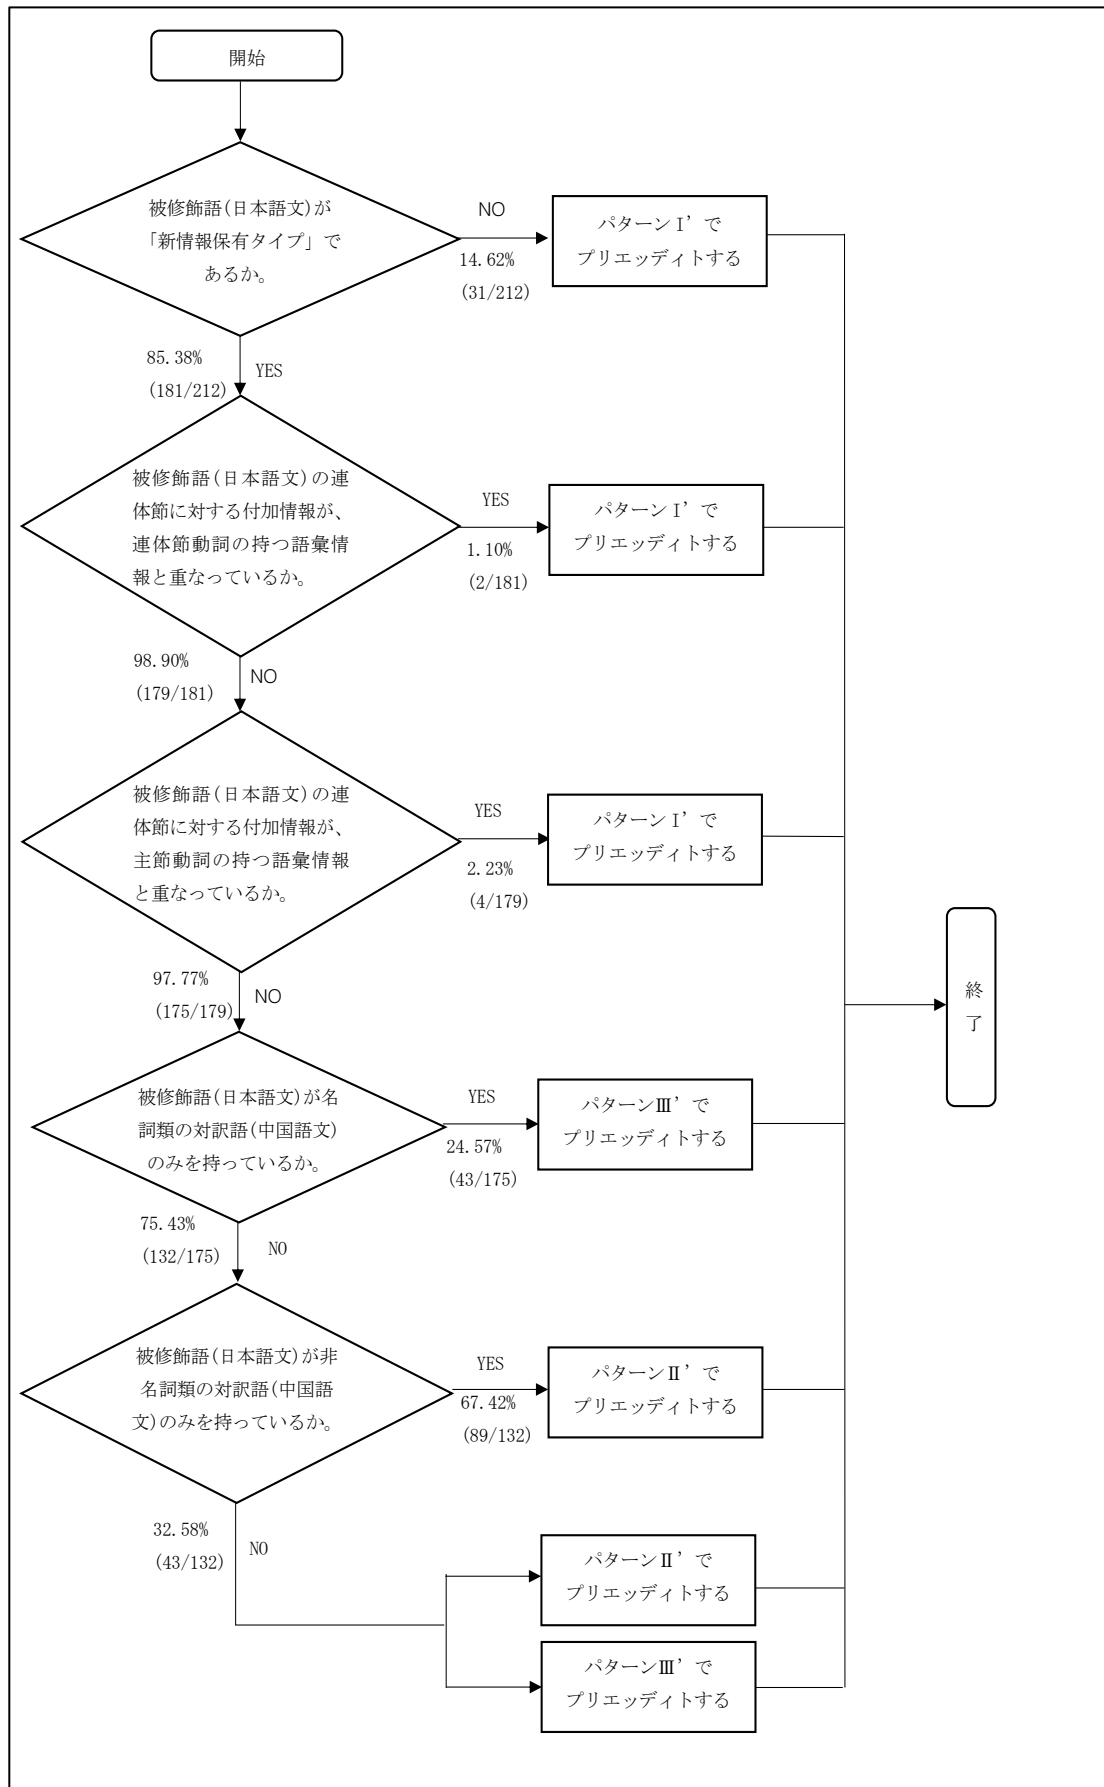 開始
被修飾語(日本語文)が
「新情報保有タイプ」で
あるか。
NO
14.62%
(31/212)
パターンⅠ’で
プリエッディトする
85.38%
(181/212)
YES
被修飾語(日本語文)の連
体節に対する付加情報が、
連体節動詞の持つ語彙情
報と重なっているか。
YES
1.10%
(2/181)
パターンⅠ’で
プリエッディトする
98.90%
(179/181)
NO
被修飾語(日本語文)の連
体節に対する付加情報が、
主節動詞の持つ語彙情報
と重なっているか。
YES
2.23%
(4/179)
パターンⅠ’で
プリエッディトする
97.77%
(175/179)
NO
終
了
被修飾語(日本語文)が名
詞類の対訳語(中国語文)
のみを持っているか。
YES
24.57%
(43/175)
パターンⅢ’で
プリエッディトする
75.43%
(132/175)
NO
被修飾語(日本語文)が非
名詞類の対訳語(中国語
文)のみを持っているか。
YES
67.42%
(89/132)
パターンⅡ’で
プリエッディトする
32.58%
(43/132)
NO
パターンⅡ’で
プリエッディトする
パターンⅢ’で
プリエッディトする